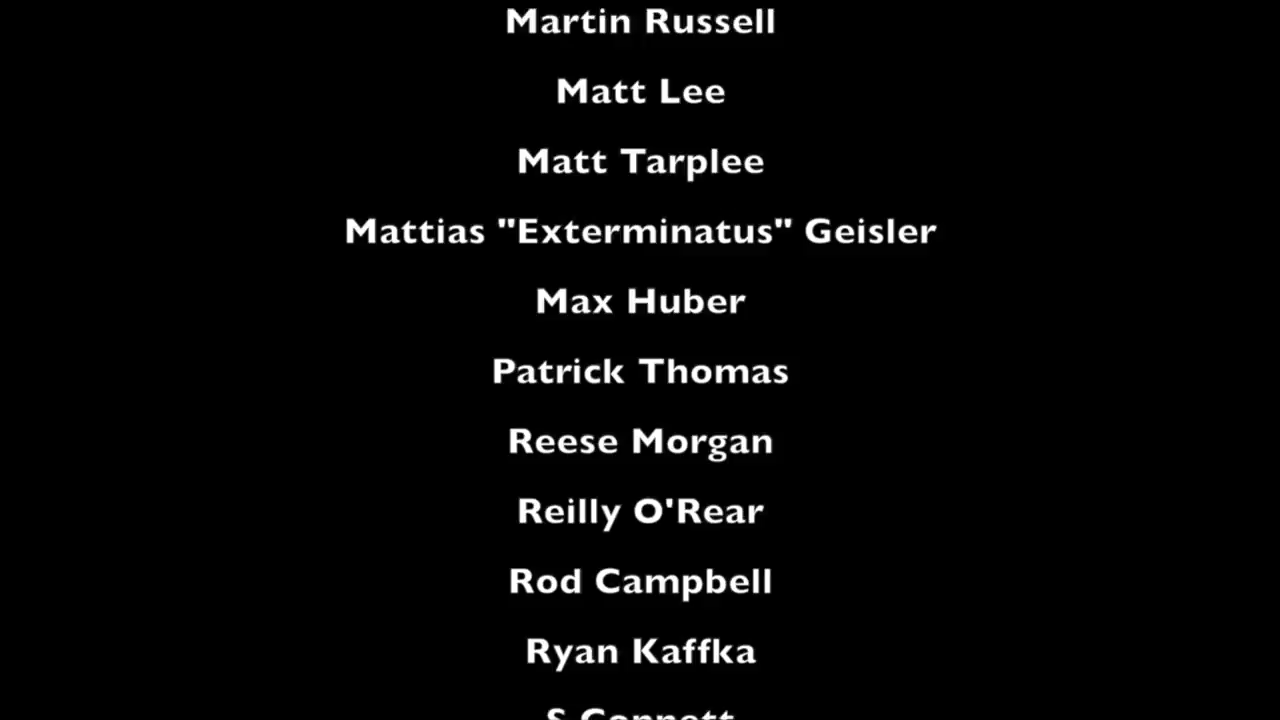 Martin Russell
Matt Lee
Matt Tarplee
Mattias "Exterminatus" Geisler
Max Huber
Patrick Thomas
Reese Morgan
Reilly O'Rear
Rod Campbell
Ryan Kaffka
S Connett